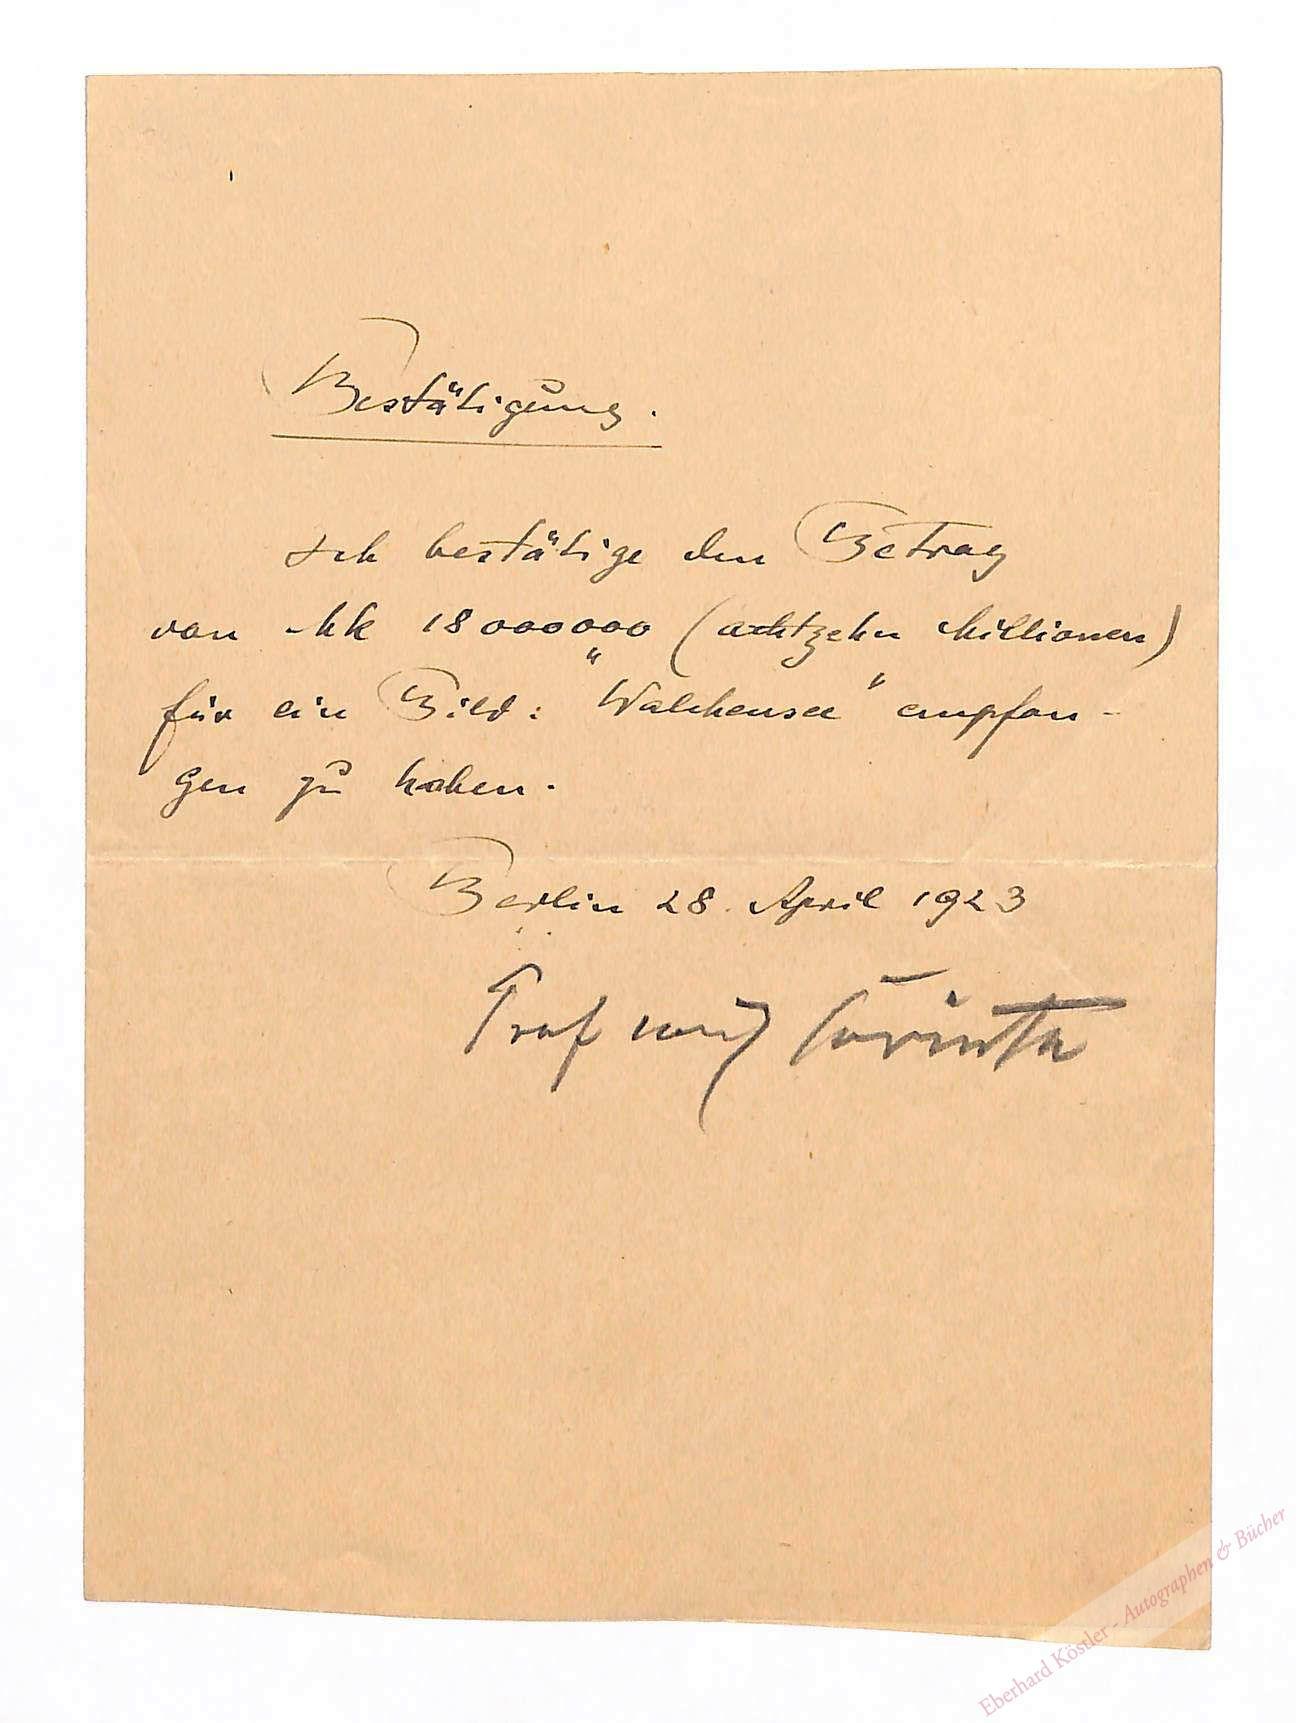 Bestätigung.
Ich bestätige den Betrag
von Mk 18000000 (achtzehn Millionen)
für ein Bild: "Walchensee" empfan-
gen zu haben.
Berlin 28. April 1923
Prof Lovis Corinth
Eberhard Köstler - Autographen & Bücher